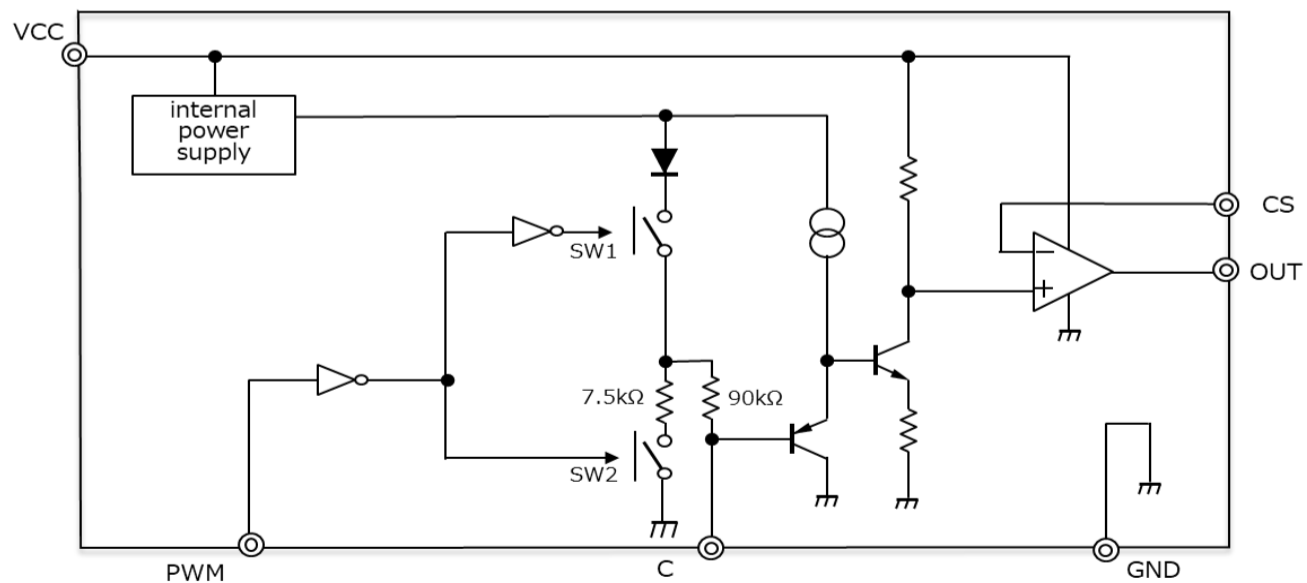 VCC
internal
power
supply
CS
SW1
−
OUT
+
7.5kΩ
90kΩ
SW2
PWM
C
GND